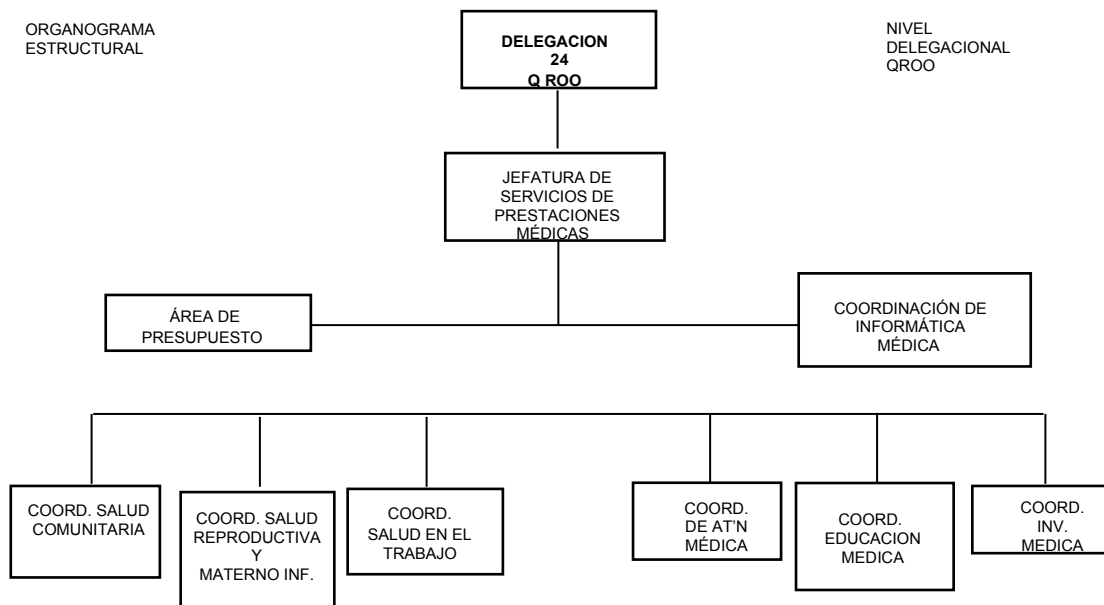 ORGANOGRAMA
ESTRUCTURAL
DELEGACION
24
Q ROO
NIVEL
DELEGACIONAL
QROO
JEFATURA DE
SERVICIOS DE
PRESTACIONES
MÉDICAS
ÁREA DE
PRESUPUESTO
COORDINACIÓN DE
INFORMÁTICA
MÉDICA
COORD. SALUD
COMUNITARIA
COORD. SALUD
REPRODUCTIVA
Y
MATERNO INF.
COORD.
SALUD EN EL
TRABAJO
COORD.
DE AT'N
MÉDICA
COORD.
EDUCACION
MEDICA
COORD.
INV.
MEDICA